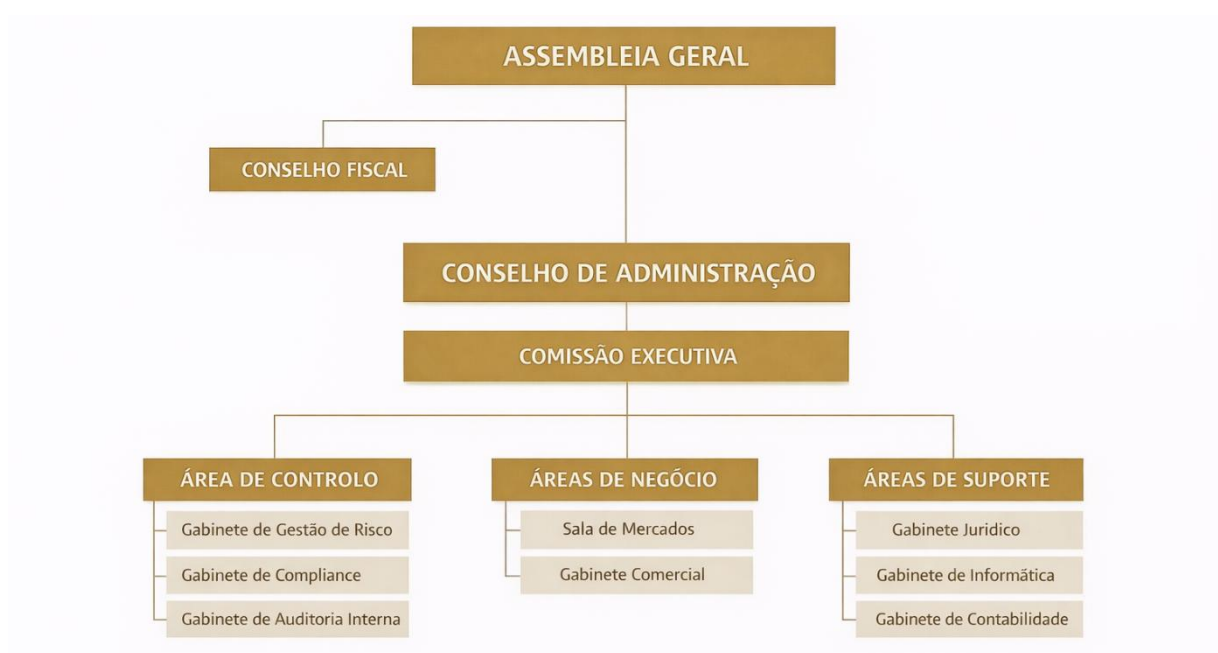 ASSEMBLEIA GERAL
CONSELHO FISCAL
CONSELHO DE ADMINISTRAÇÃO
COMISSÃO EXECUTIVA
ÁREA DE CONTROLO
Gabinete de Gestão de Risco
Gabinete de Compliance
Gabinete de Auditoria Interna
ÁREAS DE NEGÓCIO
Sala de Mercados
Gabinete Comercial
ÁREAS DE SUPORTE
Gabinete Juridico
Gabinete de Informática
Gabinete de Contabilidade